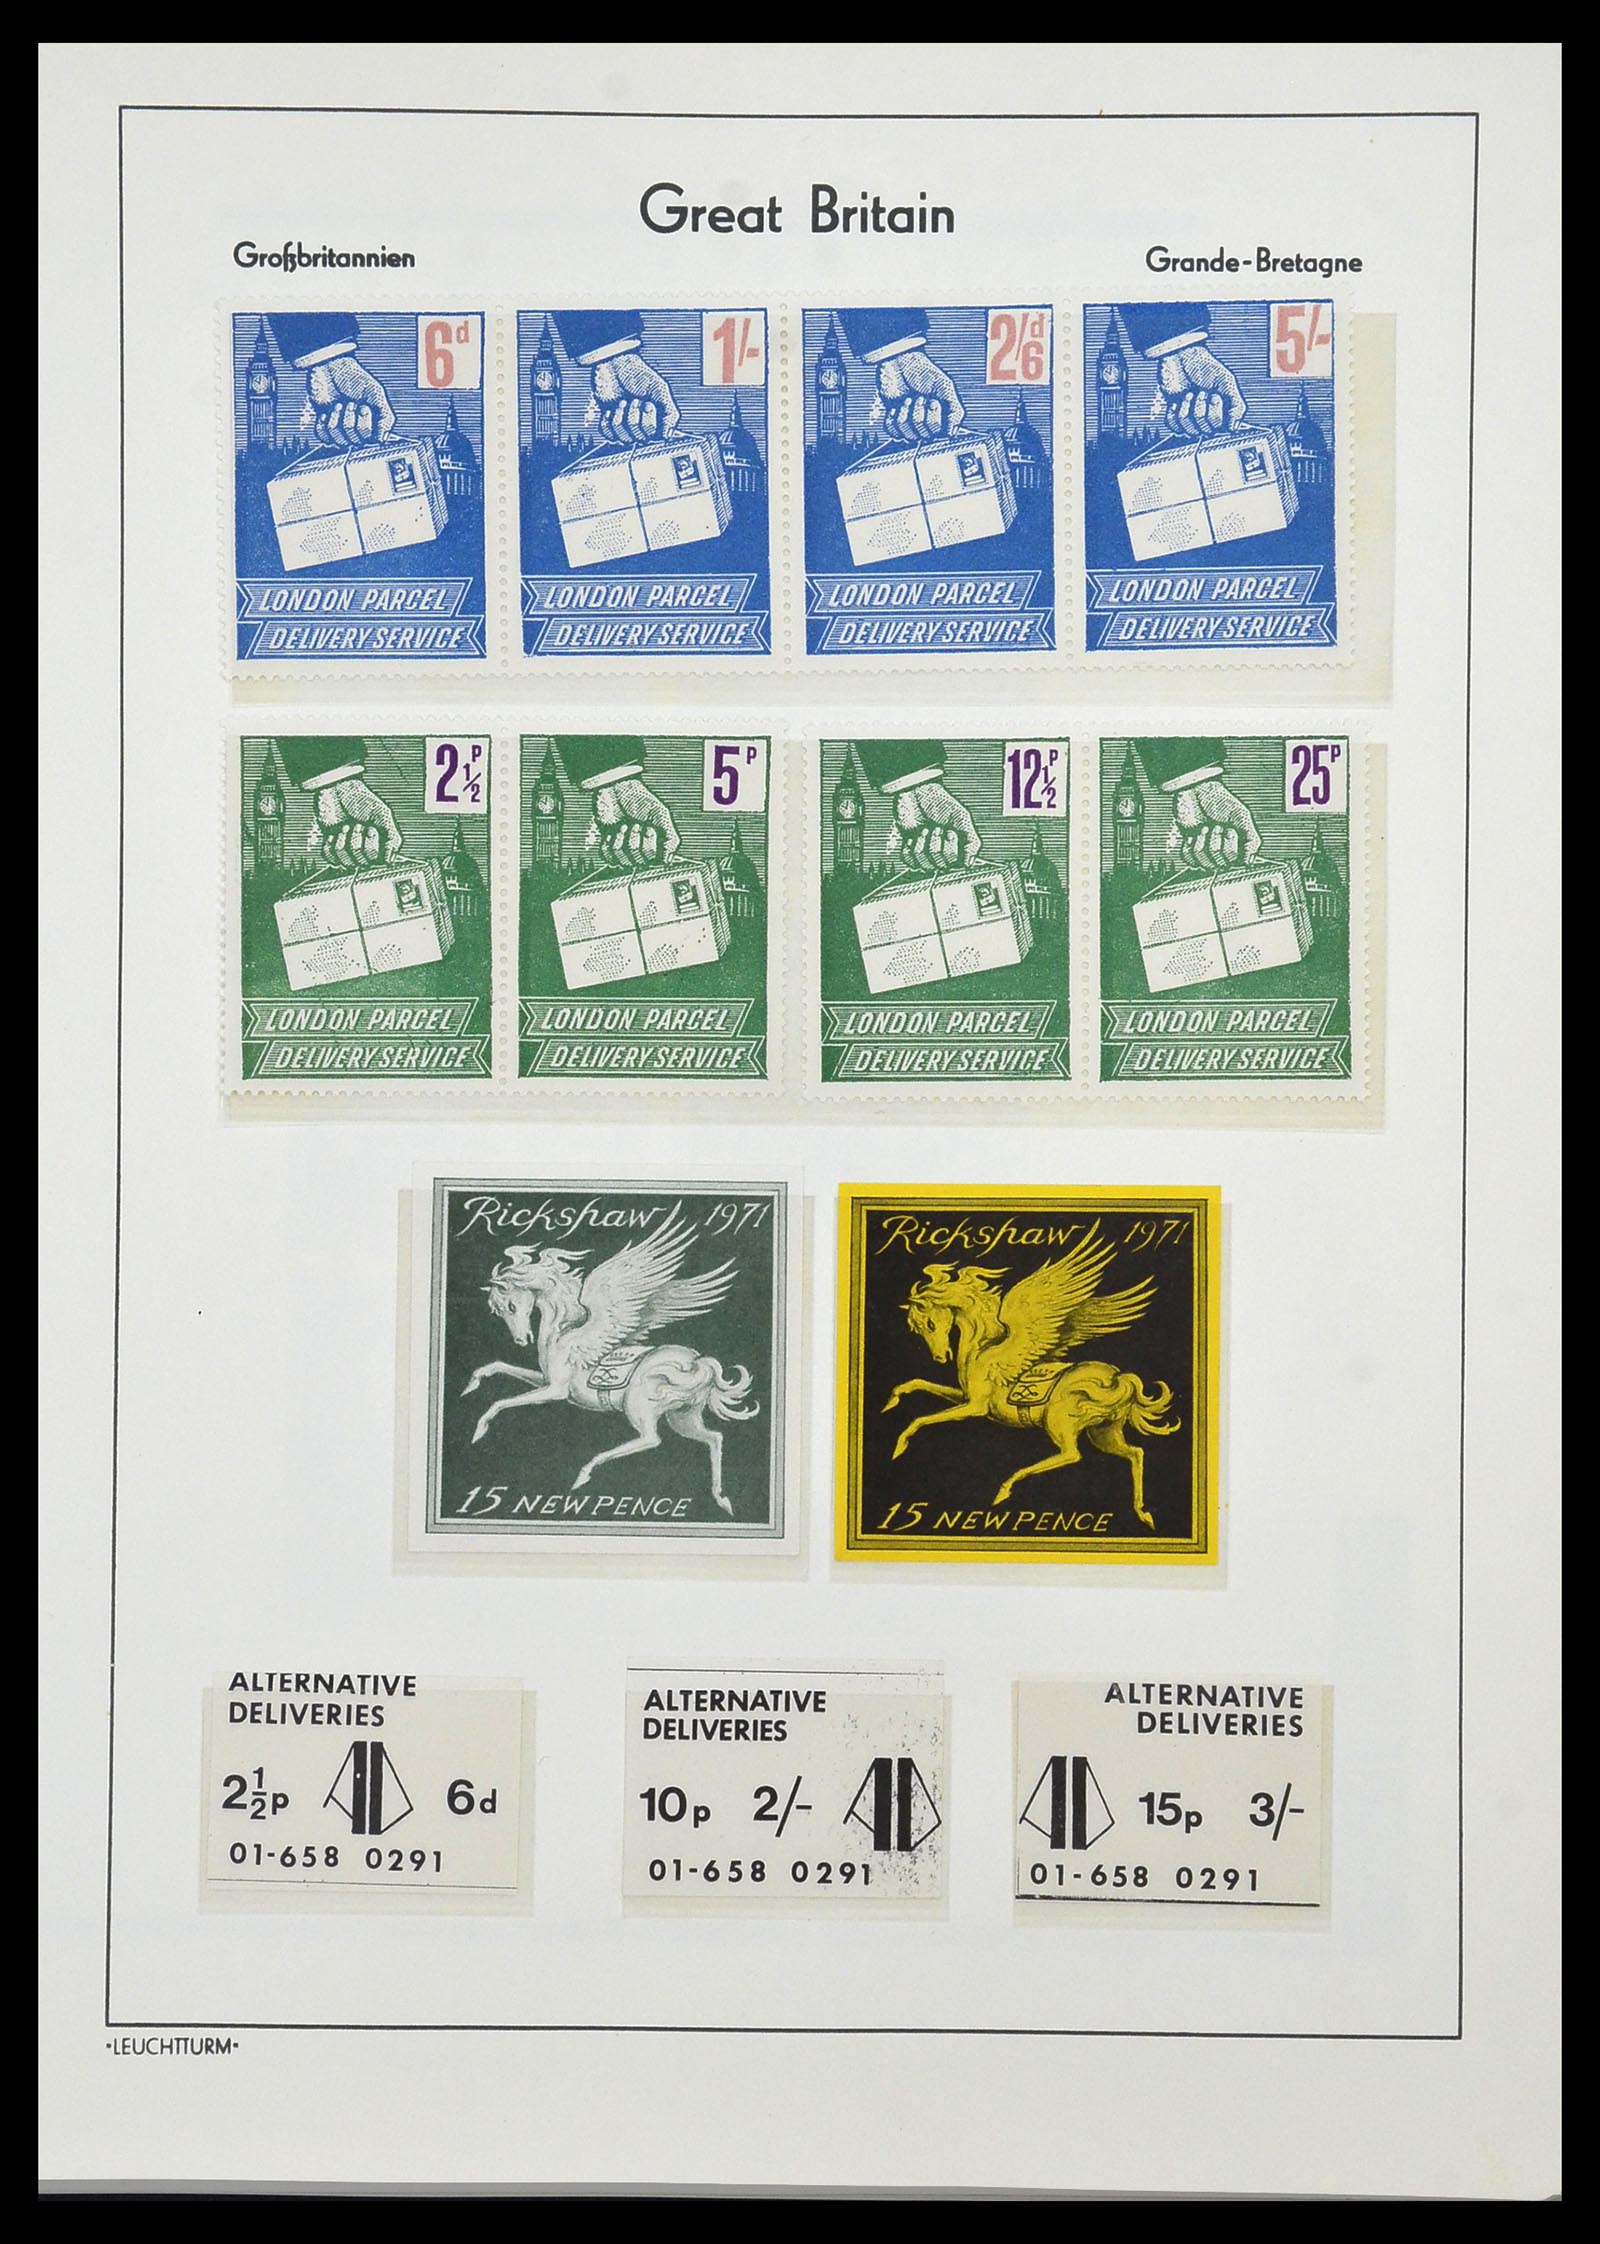 Great Britain
Großbritannien
Grande-Bretagne
6d
1/-
2/6d
5/-
LONDON PARCEL
DELIVERY SERVICE
LONDON PARCEL
DELIVERY SERVICE
LONDON PARCEL
DELIVERY SERVICE
LONDON PARCEL
DELIVERY SERVICE
2½P
5P
12½P
25P
LONDON PARCEL
DELIVERY SERVICE
LONDON PARCEL
DELIVERY SERVICE
LONDON PARCEL
DELIVERY SERVICE
LONDON PARCEL
DELIVERY SERVICE
Rickshaw 1971
15 NEW PENCE
Rickshaw 1971
15 NEW PENCE
ALTERNATIVE
DELIVERIES
2½p 6d
01-658 0291
ALTERNATIVE
DELIVERIES
10p 2/-
01-658 0291
ALTERNATIVE
DELIVERIES
15p 3/-
01-658 0291
•LEUCHTTURM•